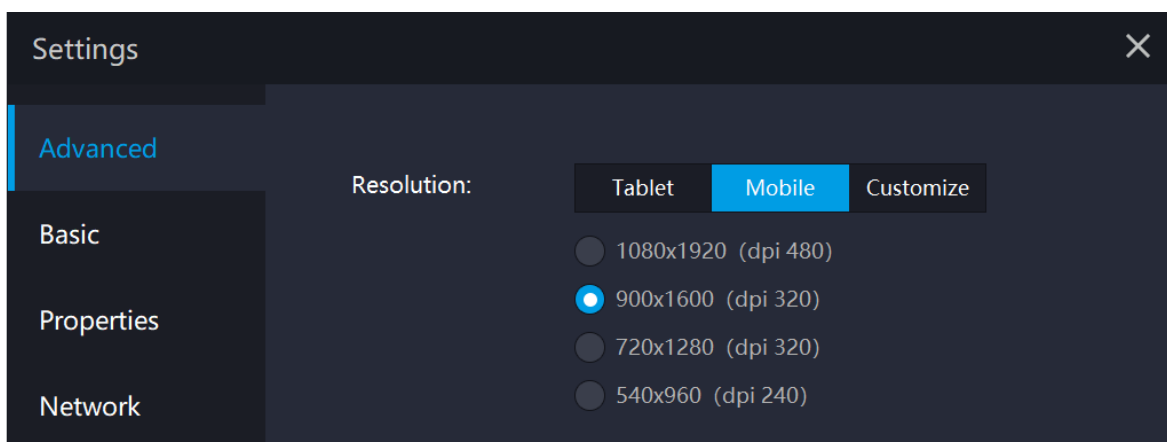 Settings
Advanced
Resolution:
Tablet
Mobile
Customize
1080x1920 (dpi 480)
Basic
900x1600 (dpi 320)
Properties
720x1280 (dpi 320)
540x960 (dpi 240)
Network